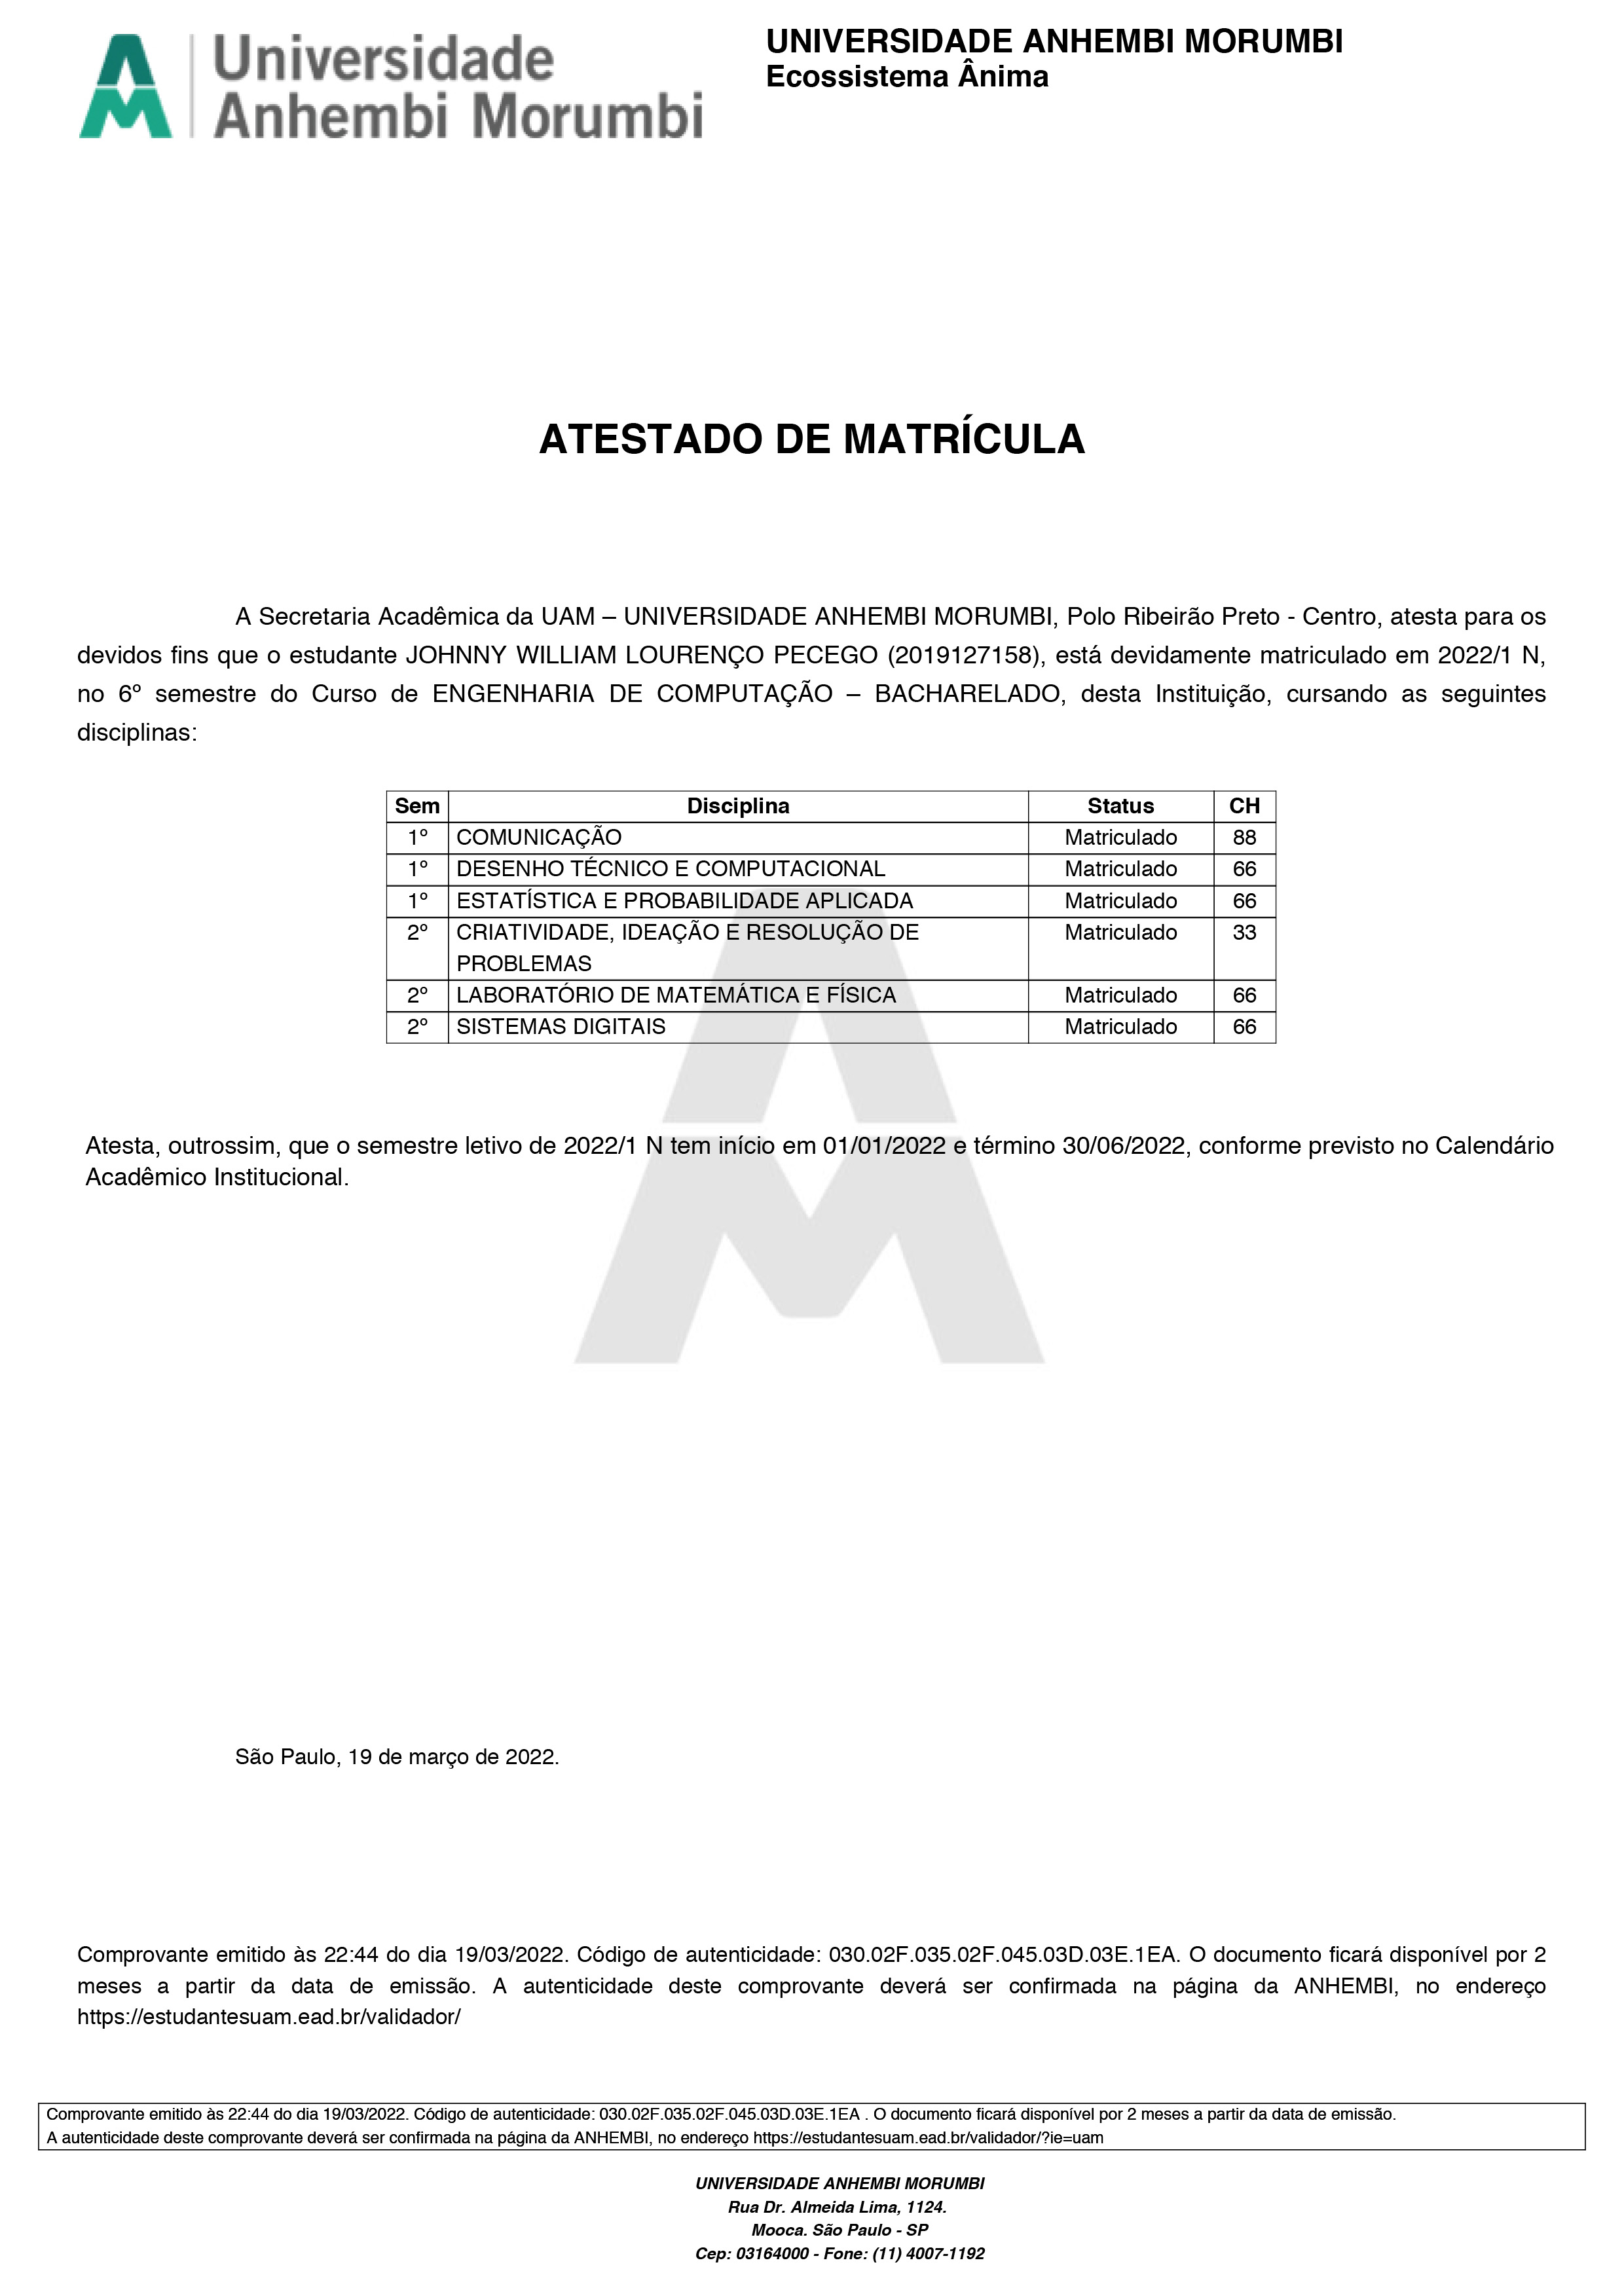 Universidade
Anhembi Morumbi
UNIVERSIDADE ANHEMBI MORUMBI
Ecossistema Ânima
ATESTADO DE MATRÍCULA
A Secretaria Acadêmica da UAM – UNIVERSIDADE ANHEMBI MORUMBI, Polo Ribeirão Preto - Centro, atesta para os
devidos fins que o estudante JOHNNY WILLIAM LOURENÇO PECEGO (2019127158), está devidamente matriculado em 2022/1 N,
no 6º semestre do Curso de ENGENHARIA DE COMPUTAÇÃO – BACHARELADO, desta Instituição, cursando as seguintes
disciplinas:
Sem Disciplina Status CH
1º COMUNICAÇÃO Matriculado 88
1º DESENHO TÉCNICO E COMPUTACIONAL Matriculado 66
1º ESTATÍSTICA E PROBABILIDADE APLICADA Matriculado 66
2º CRIATIVIDADE, IDEAÇÃO E RESOLUÇÃO DE Matriculado 33
PROBLEMAS
2º LABORATÓRIO DE MATEMÁTICA E FÍSICA Matriculado 66
2º SISTEMAS DIGITAIS Matriculado 66
Atesta, outrossim, que o semestre letivo de 2022/1 N tem início em 01/01/2022 e término 30/06/2022, conforme previsto no Calendário
Acadêmico Institucional.
São Paulo, 19 de março de 2022.
Comprovante emitido às 22:44 do dia 19/03/2022. Código de autenticidade: 030.02F.035.02F.045.03D.03E.1EA. O documento ficará disponível por 2
meses a partir da data de emissão. A autenticidade deste comprovante deverá ser confirmada na página da ANHEMBI, no endereço
https://estudantesuam.ead.br/validador/
Comprovante emitido às 22:44 do dia 19/03/2022. Código de autenticidade: 030.02F.035.02F.045.03D.03E.1EA . O documento ficará disponível por 2 meses a partir da data de emissão.
A autenticidade deste comprovante deverá ser confirmada na página da ANHEMBI, no endereço https://estudantesuam.ead.br/validador/?ie=uam
UNIVERSIDADE ANHEMBI MORUMBI
Rua Dr. Almeida Lima, 1124.
Mooca. São Paulo - SP
Cep: 03164000 - Fone: (11) 4007-1192